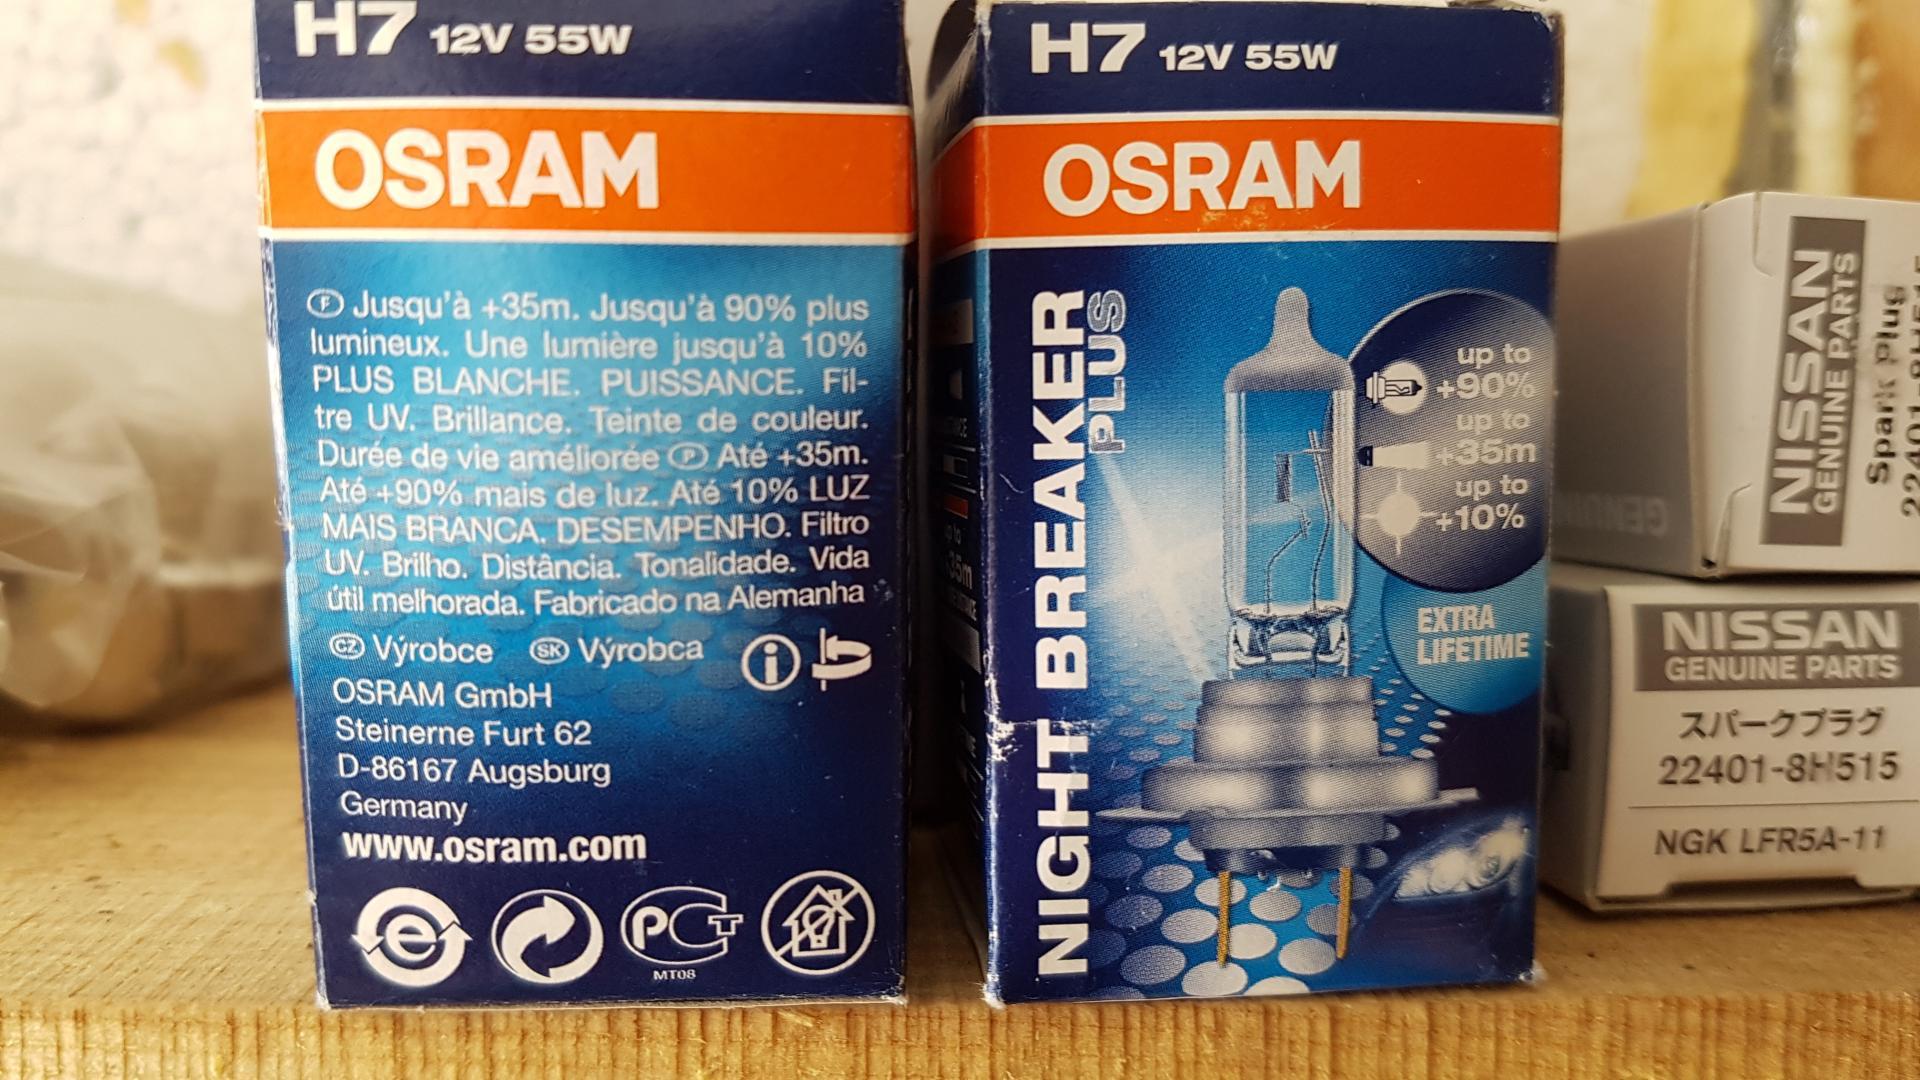 H7 12V 55W
OSRAM
Ⓕ Jusqu'à +35m. Jusqu'à 90% plus
lumineux. Une lumière jusqu'à 10%
PLUS BLANCHE. PUISSANCE. Fil-
tre UV. Brillance. Teinte de couleur.
Durée de vie améliorée Ⓟ Até +35m.
Até +90% mais de luz. Até 10% LUZ
MAIS BRANCA. DESEMPENHO. Filtro
UV. Brilho. Distância. Tonalidade. Vida
útil melhorada. Fabricado na Alemanha
CZ Výrobce SK Výrobca
OSRAM GmbH
Steinerne Furt 62
D-86167 Augsburg
Germany
www.osram.com
e
PCT
MT08
H7 12V 55W
OSRAM
NIGHT BREAKER
PLUS
up to
+90%
up to
+35m
up to
+10%
EXTRA
LIFETIME
up to
35m
NISSAN
GENUINE PARTS
Spark Plus
NISSAN
GENUINE PARTS
スパークプラグ
22401-8H515
NGK LFR5A-11